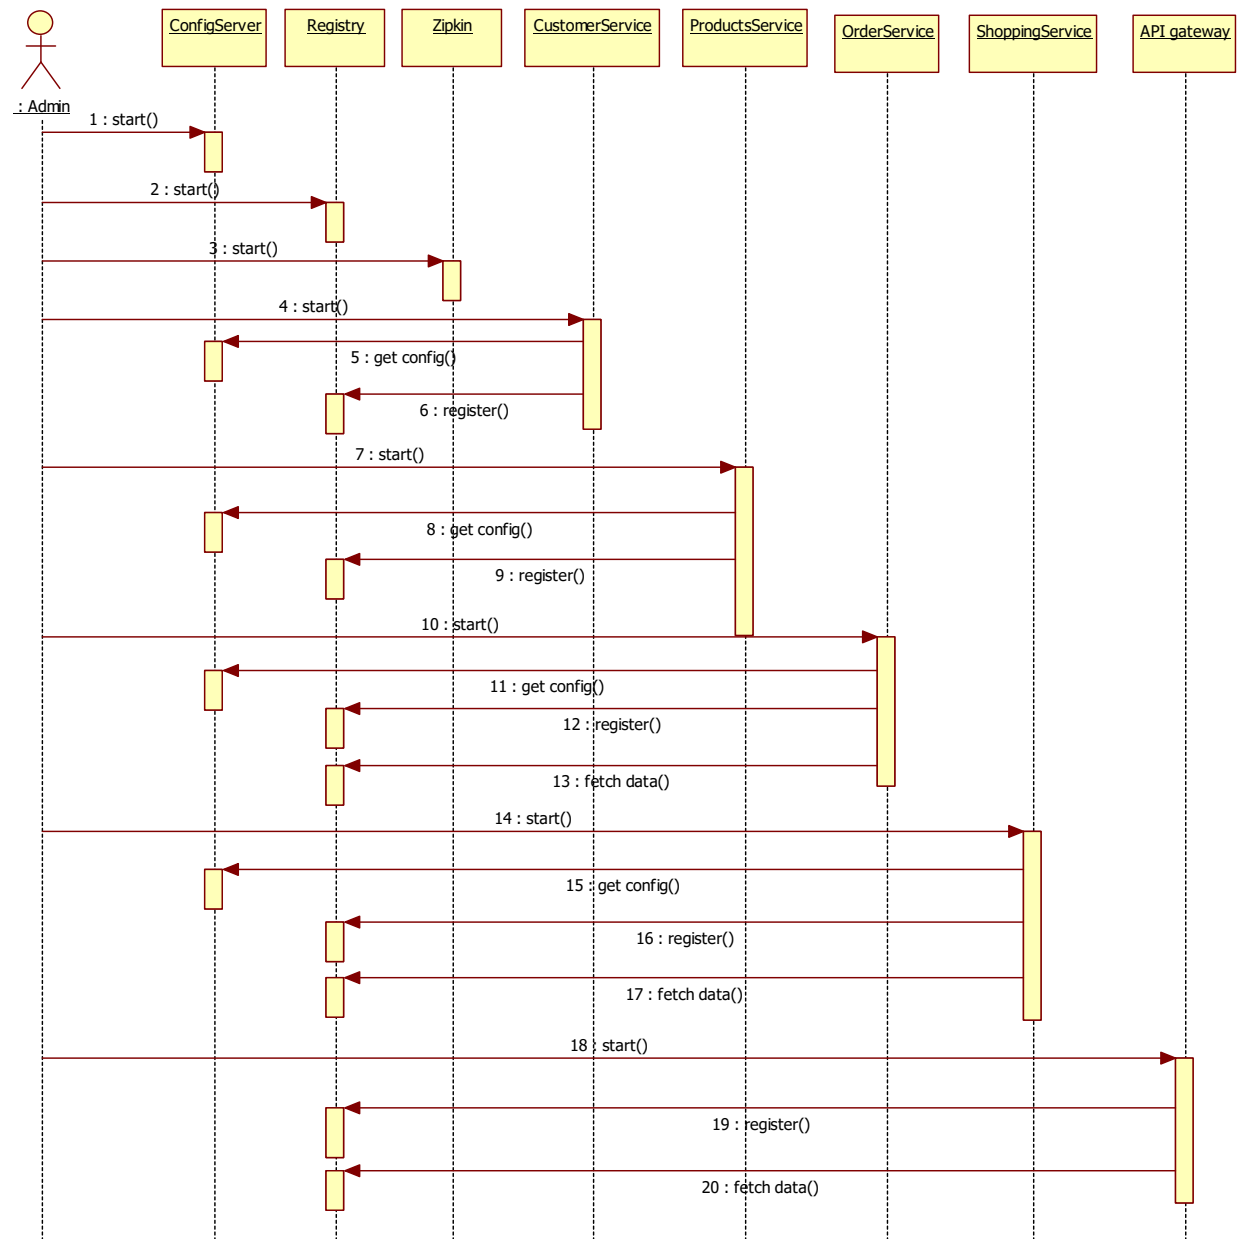 ConfigServer
Registry
Zipkin
CustomerService
ProductsService
OrderService
ShoppingService
API gateway
: Admin
1 : start()
2 : start()
3 : start()
4 : start()
5 : get config()
6 : register()
7 : start()
8 : get config()
9 : register()
10 : start()
11 : get config()
12 : register()
13 : fetch data()
14 : start()
15 : get config()
16 : register()
17 : fetch data()
18 : start()
19 : register()
20 : fetch data()